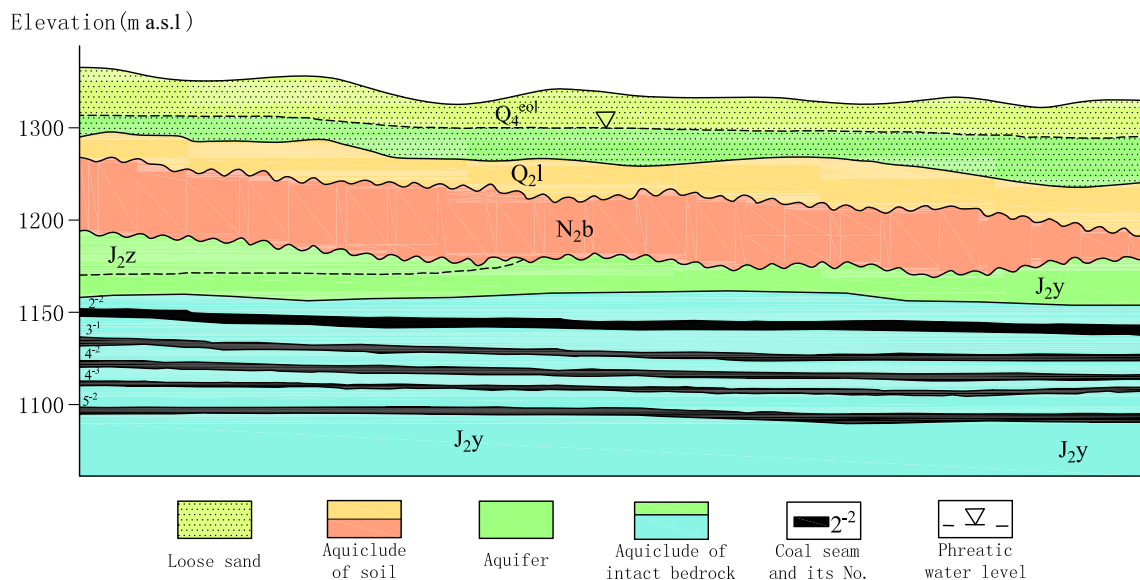 Elevation(m a.s.l)
1300
1200
1150
1100
Q₄ᵉᵒˡ
Q₂l
N₂b
J₂z
J₂y
2⁻²
3⁻¹
4⁻²
4⁻³
5⁻²
J₂y
J₂y
2⁻²
Loose sand
Aquiclude
of soil
Aquifer
Aquiclude of
intact bedrock
Coal seam
and its No.
Phreatic
water level